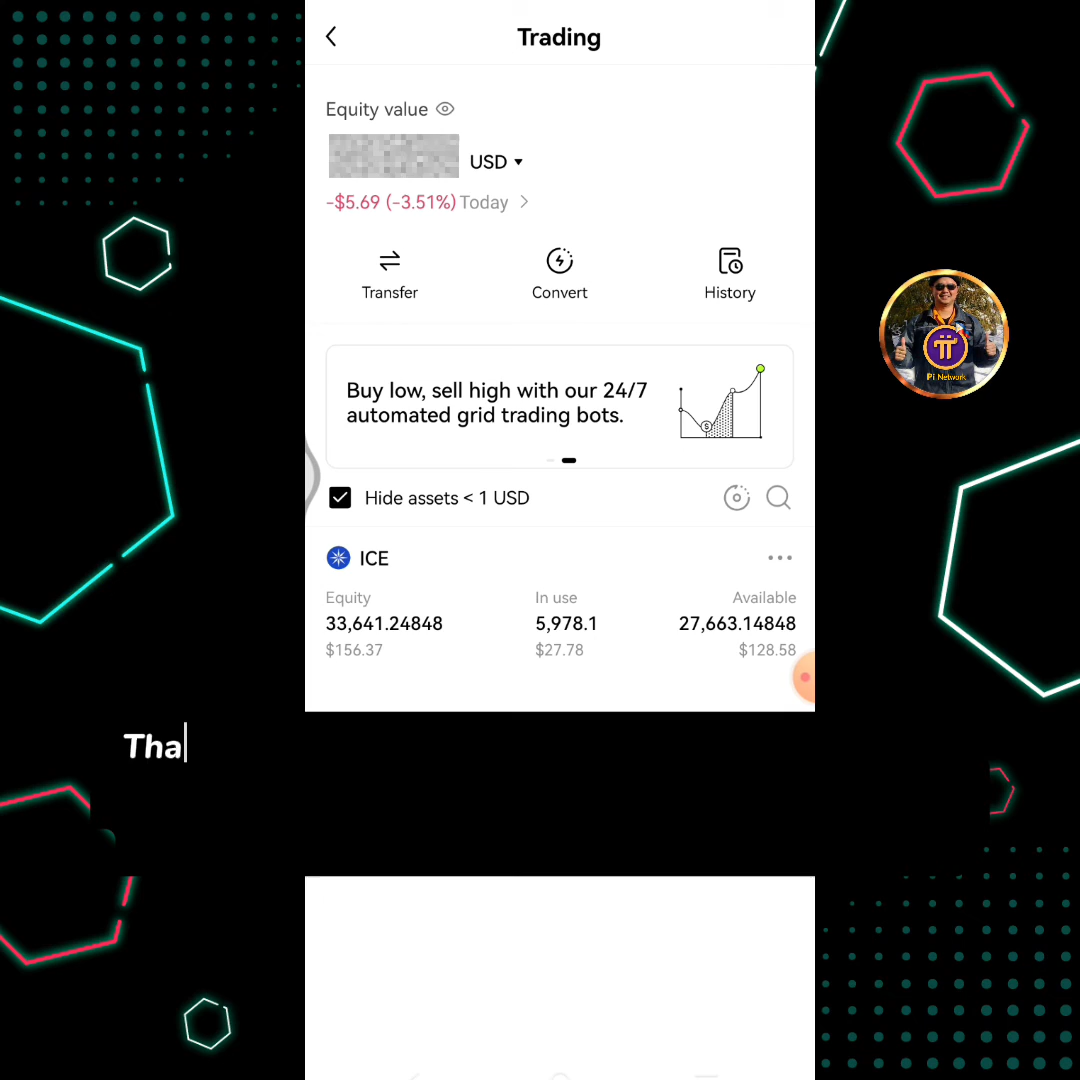 Trading
Equity value
USD
-$5.69 (-3.51%) Today
Transfer
Convert
History
Buy low, sell high with our 24/7
automated grid trading bots.
Hide assets < 1 USD
ICE
Equity
In use
Available
33,641.24848
5,978.1
27,663.14848
$156.37
$27.78
$128.58
Pi Network
Tha